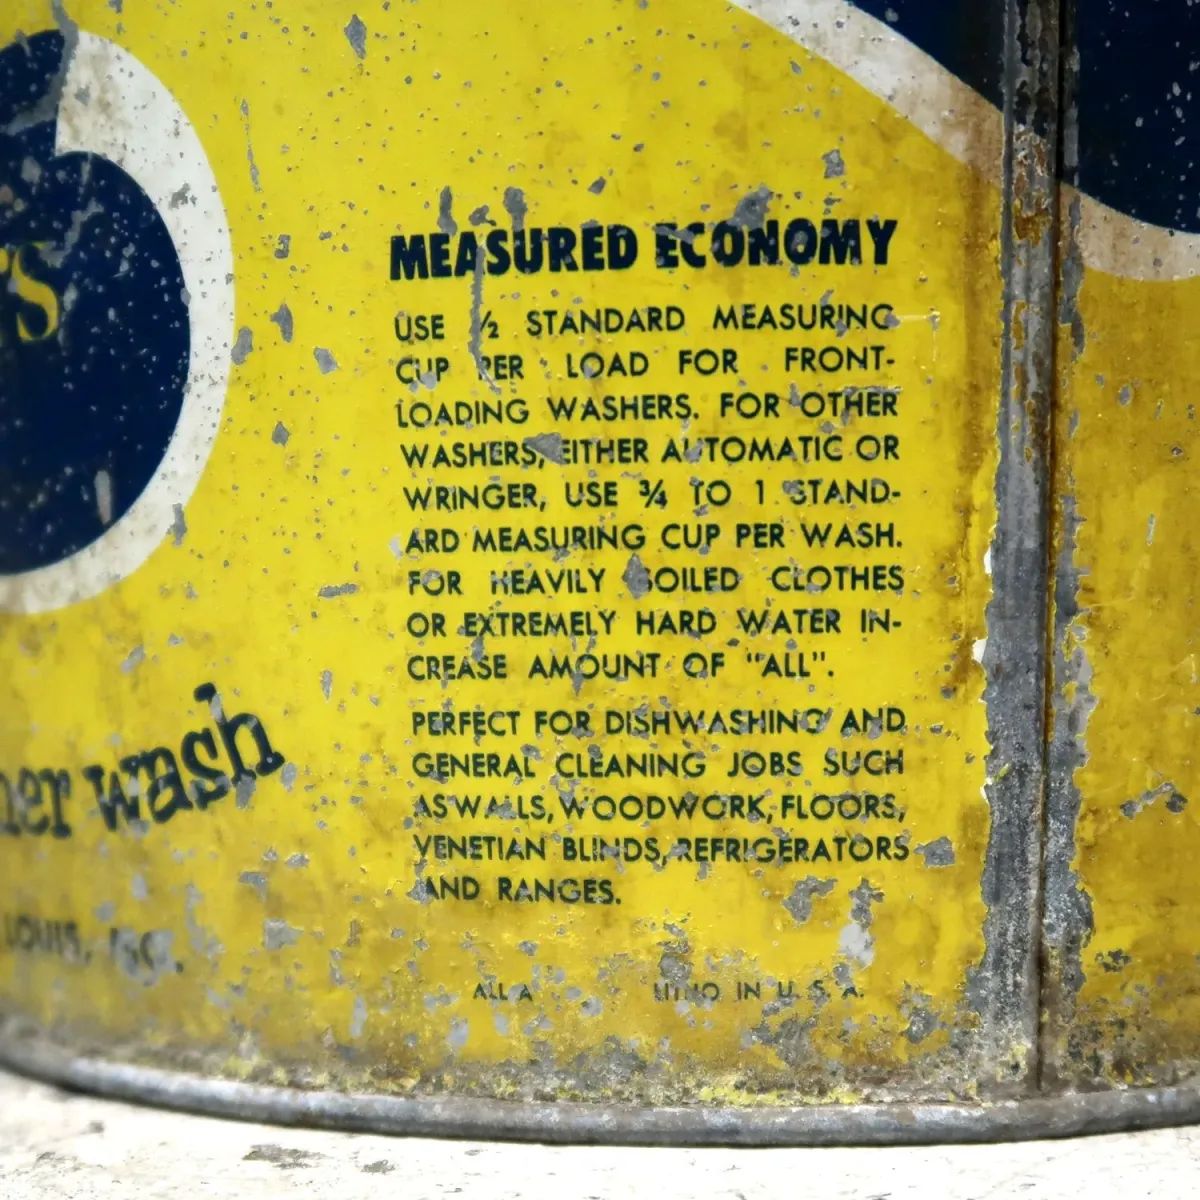 'S
MEASURED ECONOMY
USE ½ STANDARD MEASURING
CUP PER LOAD FOR FRONT-
LOADING WASHERS. FOR OTHER
WASHERS, EITHER AUTOMATIC OR
WRINGER, USE ¾ TO 1 STAND-
ARD MEASURING CUP PER WASH.
FOR HEAVILY SOILED CLOTHES
OR EXTREMELY HARD WATER IN-
CREASE AMOUNT OF "ALL".
PERFECT FOR DISHWASHING AND
GENERAL CLEANING JOBS SUCH
AS WALLS, WOODWORK, FLOORS,
VENETIAN BLINDS, REFRIGERATORS
AND RANGES.
wash
LOUIS,
ALL A LITHO IN U. S. A.